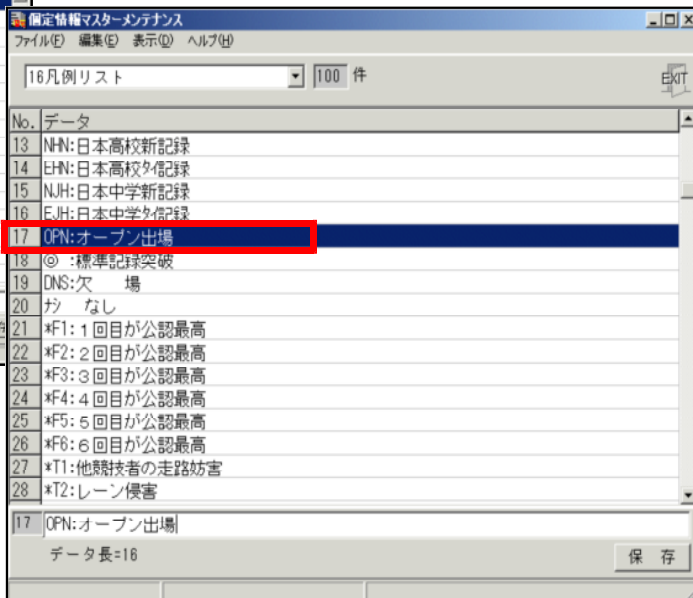 個定情報マスターメンテナンス
ファイル(F) 編集(E) 表示(D) ヘルプ(H)
16凡例リスト 100 件 EXIT
No. データ
13 NHN:日本高校新記録
14 EHN:日本高校ﾀｲ記録
15 NJH:日本中学新記録
16 EJH:日本中学ﾀｲ記録
17 OPN:オープン出場
18 ◎ :標準記録突破
19 DNS:欠　場
20 ﾅｼ なし
21 *F1:１回目が公認最高
22 *F2:２回目が公認最高
23 *F3:３回目が公認最高
24 *F4:４回目が公認最高
25 *F5:５回目が公認最高
26 *F6:６回目が公認最高
27 *T1:他競技者の走路妨害
28 *T2:レーン侵害
17 OPN:オープン出場
データ長=16
保 存